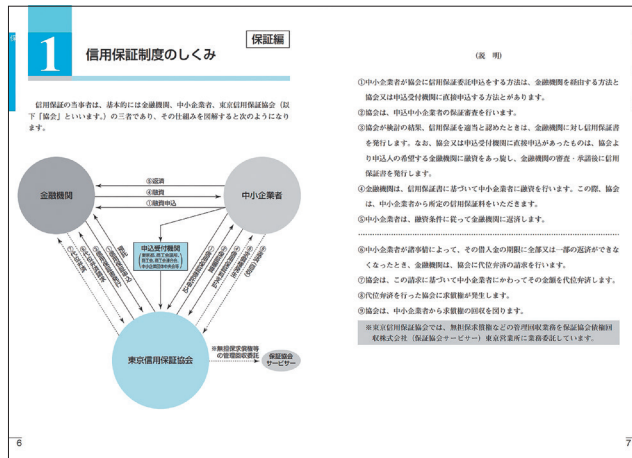 保証編
1
信用保証制度のしくみ
信用保証の当事者は、基本的には金融機関、中小企業者、東京信用保証協会（以
下「協会」といいます。）の三者であり、その仕組みを図解すると次のようになり
ます。
金融機関
中小企業者
⑤返済
④融資
①融資申込
申込受付機関
東京信用保証協会
※無担保求償権等
の管理回収委託
保証協会
サービサー
6
（説　明）
①中小企業者が協会に信用保証委託申込をする方法は、金融機関を経由する方法と
協会又は申込受付機関に直接申込する方法とがあります。
②協会は、申込中小企業者の保証審査を行います。
③協会が検討の結果、信用保証を適当と認めたときは、金融機関に対し信用保証書
を発行します。なお、協会又は申込受付機関に直接申込があったものは、協会よ
り申込人の希望する金融機関に融資をあっ旋し、金融機関の審査・承諾後に信用
保証書を発行します。
④金融機関は、信用保証書に基づいて中小企業者に融資を行います。この際、協会
は、中小企業者から所定の信用保証料をいただきます。
⑤中小企業者は、融資条件に従って金融機関に返済します。
⑥中小企業者が諸事情によって、その借入金の期限に全部又は一部の返済ができな
くなったとき、金融機関は、協会に代位弁済の請求を行います。
⑦協会は、この請求に基づいて中小企業者にかわってその金額を代位弁済します。
⑧代位弁済を行った協会に求償権が発生します。
⑨協会は、中小企業者から求償権の回収を図ります。
※東京信用保証協会では、無担保求償権などの管理回収業務を保証協会債権回
収株式会社（保証協会サービサー）東京営業所に業務委託しています。
7